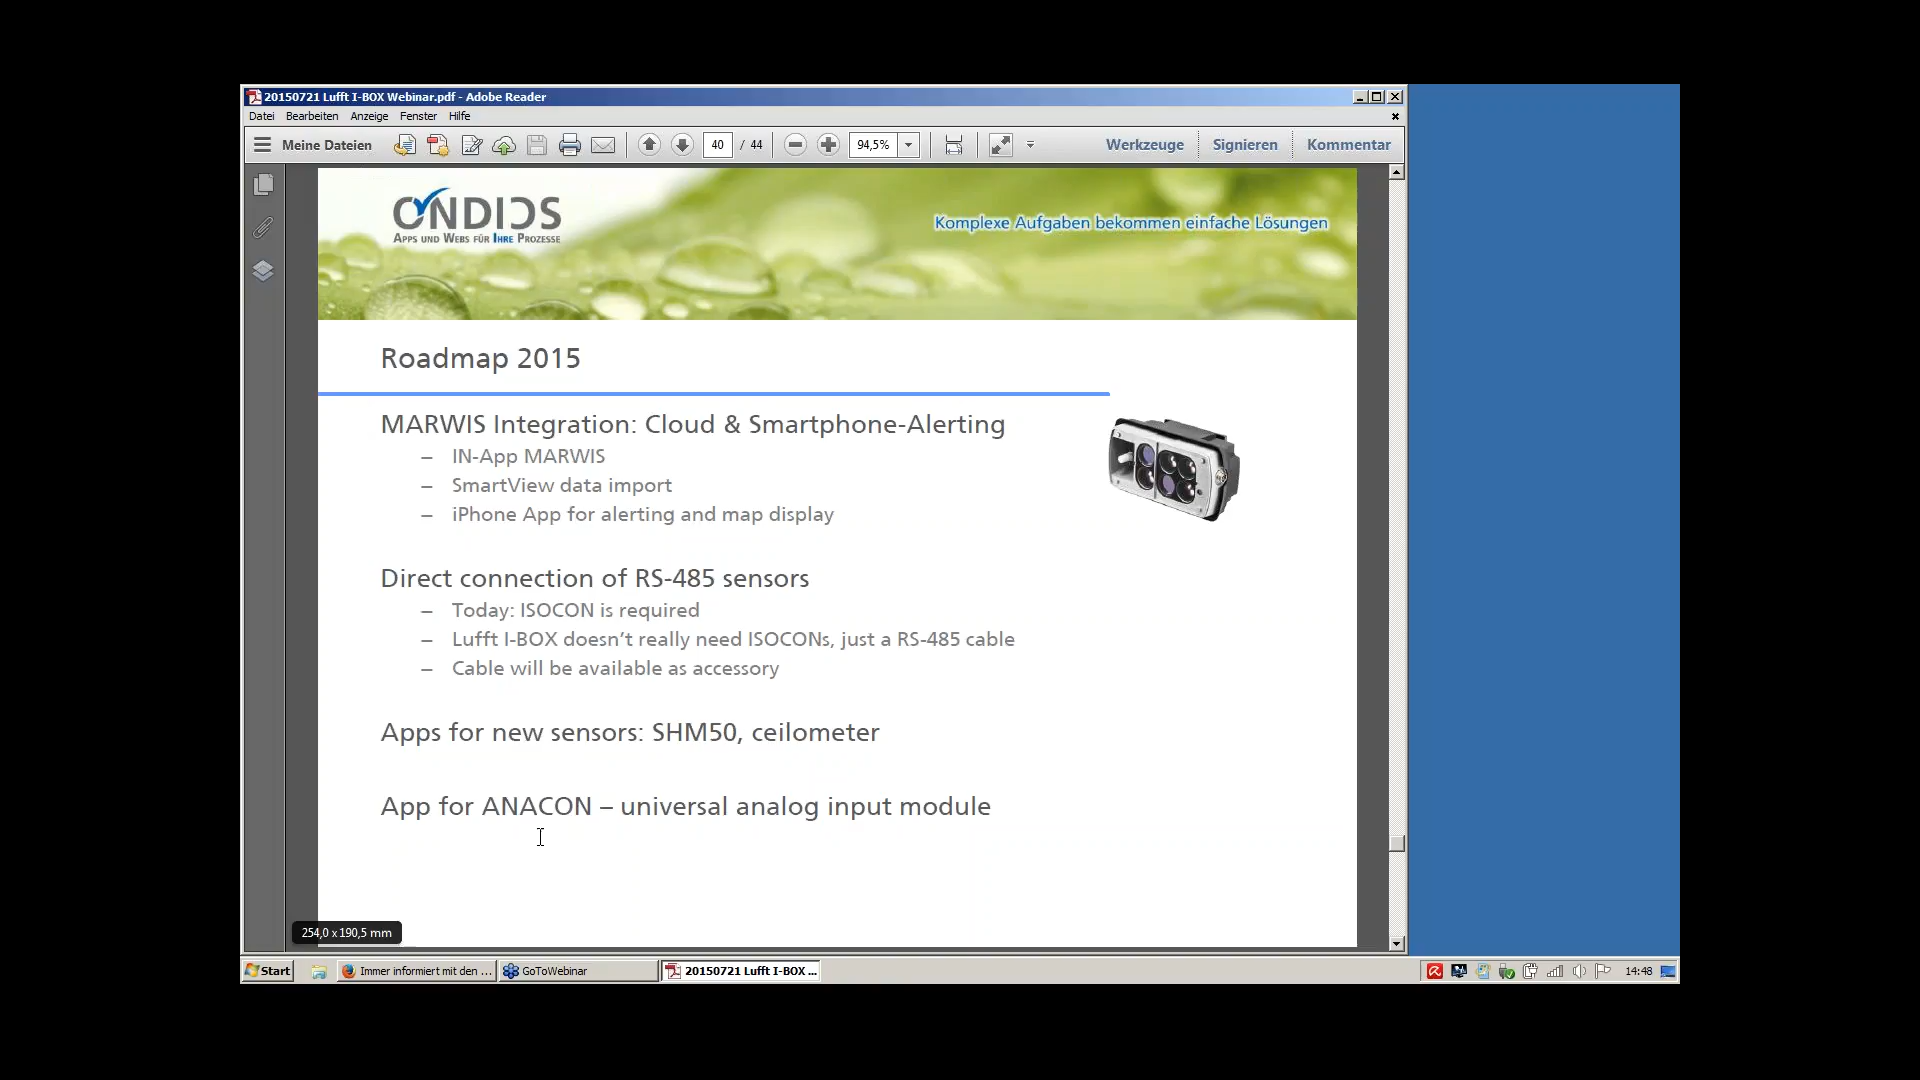 20150721 Lufft I-BOX Webinar.pdf - Adobe Reader
Datei Bearbeiten Anzeige Fenster Hilfe
Meine Dateien 40 / 44 94,5% Werkzeuge Signieren Kommentar
ONDICS
APPS UND WEBS FÜR IHRE PROZESSE
Komplexe Aufgaben bekommen einfache Lösungen
Roadmap 2015
MARWIS Integration: Cloud & Smartphone-Alerting
– IN-App MARWIS
– SmartView data import
– iPhone App for alerting and map display
Direct connection of RS-485 sensors
– Today: ISOCON is required
– Lufft I-BOX doesn’t really need ISOCONs, just a RS-485 cable
– Cable will be available as accessory
Apps for new sensors: SHM50, ceilometer
App for ANACON – universal analog input module
254,0 x 190,5 mm
Start Immer informiert mit den ... GoToWebinar 20150721 Lufft I-BOX ... 14:48